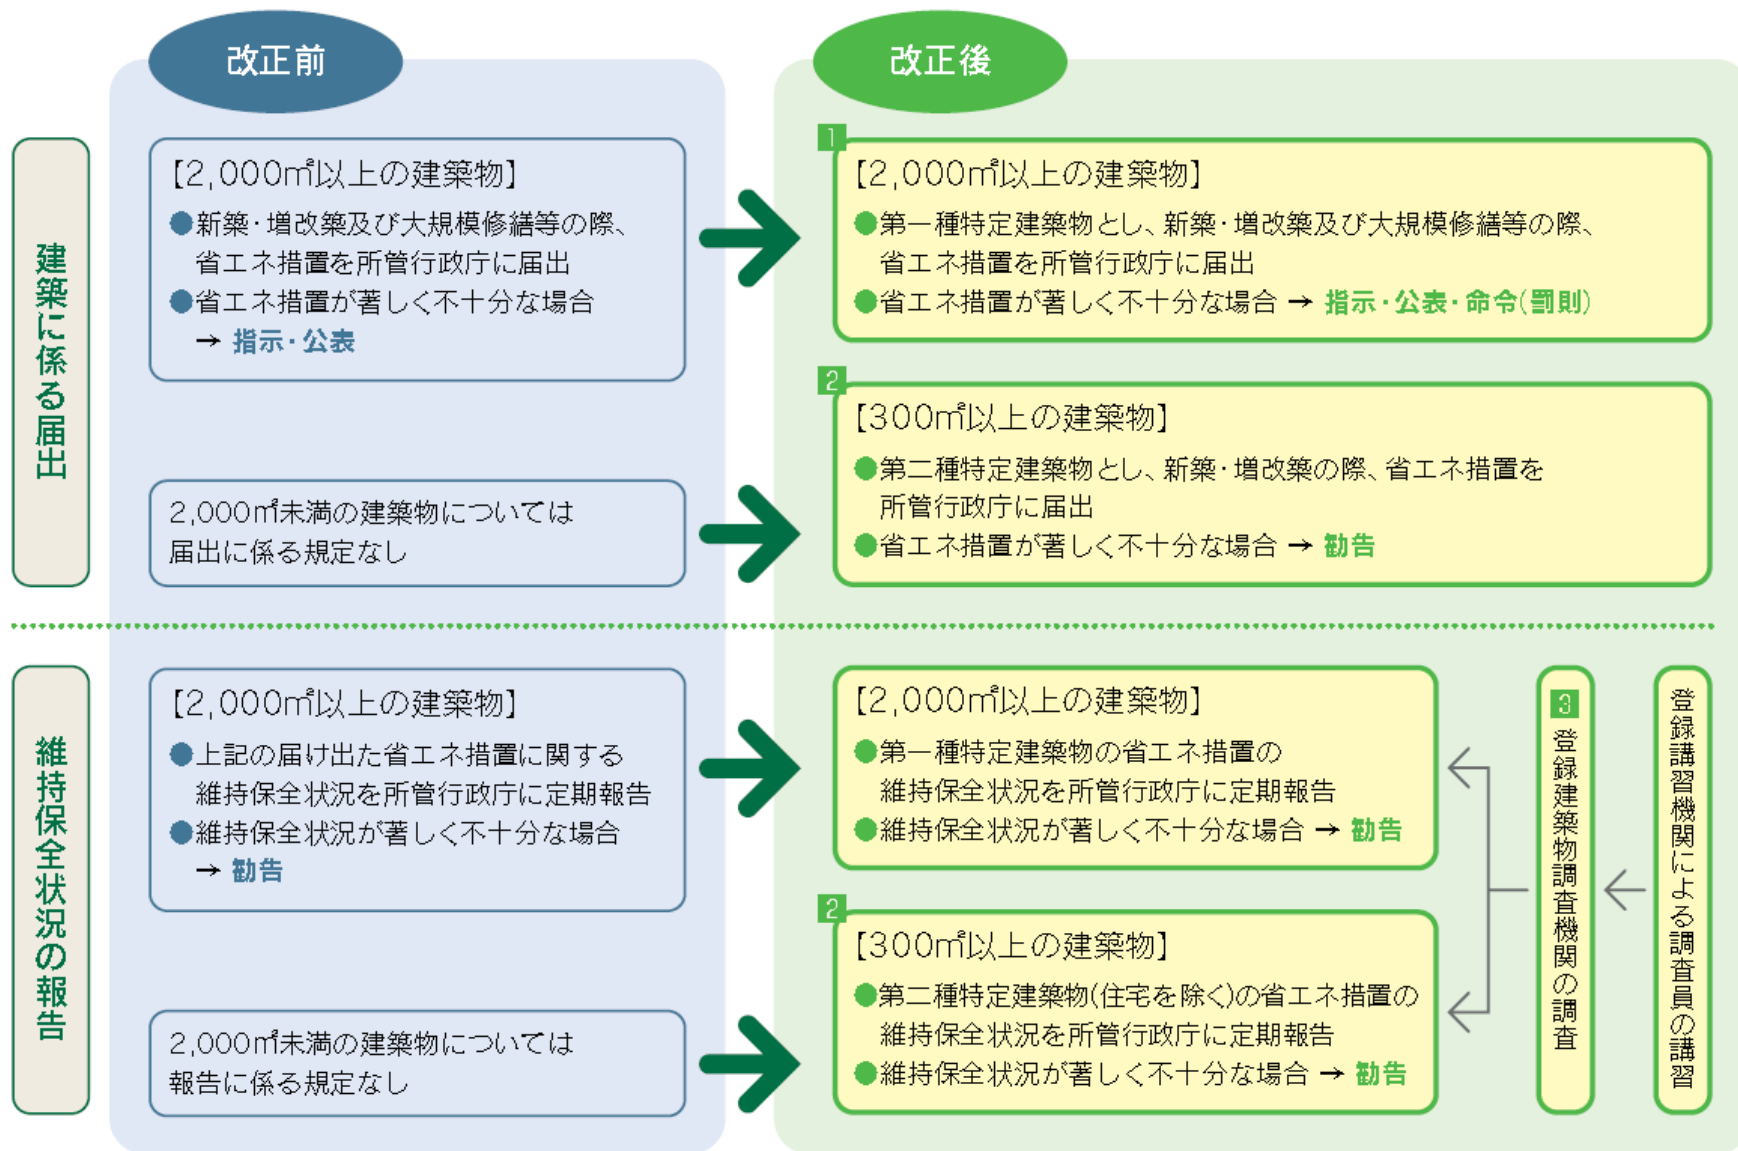 改正前
改正後
建築に係る届出
【2,000㎡以上の建築物】
●新築・増改築及び大規模修繕等の際、
省エネ措置を所管行政庁に届出
●省エネ措置が著しく不十分な場合
→ 指示・公表
2,000㎡未満の建築物については
届出に係る規定なし
1
【2,000㎡以上の建築物】
●第一種特定建築物とし、新築・増改築及び大規模修繕等の際、
省エネ措置を所管行政庁に届出
●省エネ措置が著しく不十分な場合 → 指示・公表・命令(罰則)
2
【300㎡以上の建築物】
●第二種特定建築物とし、新築・増改築の際、省エネ措置を
所管行政庁に届出
●省エネ措置が著しく不十分な場合 → 勧告
維持保全状況の報告
【2,000㎡以上の建築物】
●上記の届け出た省エネ措置に関する
維持保全状況を所管行政庁に定期報告
●維持保全状況が著しく不十分な場合
→ 勧告
2,000㎡未満の建築物については
報告に係る規定なし
【2,000㎡以上の建築物】
●第一種特定建築物の省エネ措置の
維持保全状況を所管行政庁に定期報告
●維持保全状況が著しく不十分な場合 → 勧告
2
【300㎡以上の建築物】
●第二種特定建築物(住宅を除く)の省エネ措置の
維持保全状況を所管行政庁に定期報告
●維持保全状況が著しく不十分な場合 → 勧告
3
登録建築物調査機関の調査
登録講習機関による調査員の講習